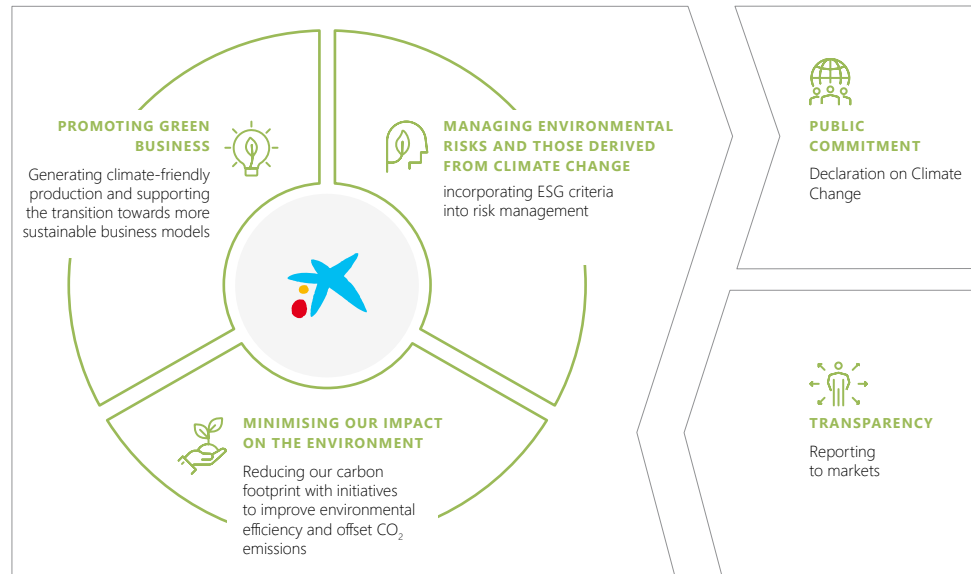 PROMOTING GREEN
BUSINESS
Generating climate-friendly
production and supporting
the transition towards more
sustainable business models
MANAGING ENVIRONMENTAL
RISKS AND THOSE DERIVED
FROM CLIMATE CHANGE
incorporating ESG criteria
into risk management
MINIMISING OUR IMPACT
ON THE ENVIRONMENT
Reducing our carbon
footprint with initiatives
to improve environmental
efficiency and offset CO₂
emissions
PUBLIC
COMMITMENT
Declaration on Climate
Change
TRANSPARENCY
Reporting
to markets